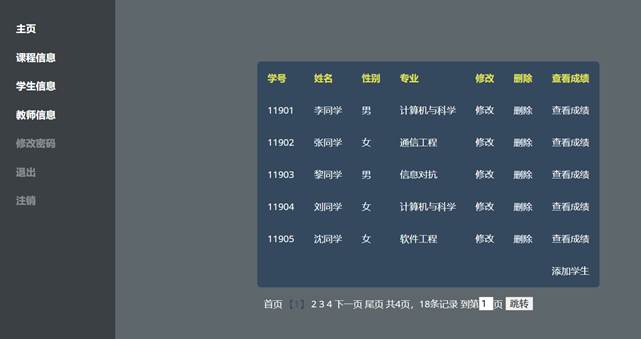 主页
课程信息
学生信息
教师信息
修改密码
退出
注销
学号 姓名 性别 专业 修改 删除 查看成绩
11901 李同学 男 计算机与科学 修改 删除 查看成绩
11902 张同学 女 通信工程 修改 删除 查看成绩
11903 黎同学 男 信息对抗 修改 删除 查看成绩
11904 刘同学 女 计算机与科学 修改 删除 查看成绩
11905 沈同学 女 软件工程 修改 删除 查看成绩
添加学生
首页 【1】 2 3 4 下一页 尾页 共4页，18条记录 到第 1 页 跳转